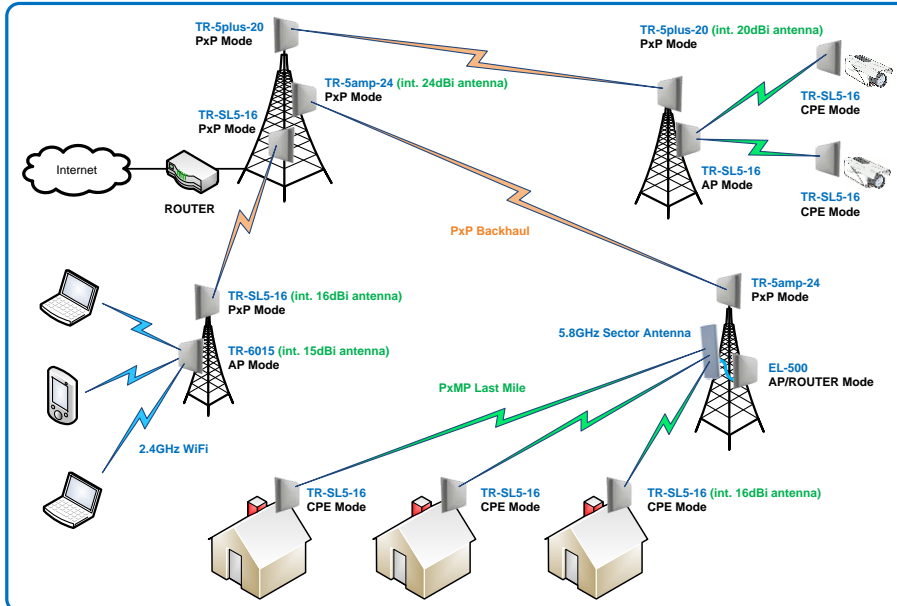 TR-5plus-20
PxP Mode
TR-5plus-20 (int. 20dBi antenna)
PxP Mode
TR-5amp-24 (int. 24dBi antenna)
PxP Mode
TR-SL5-16
PxP Mode
TR-SL5-16
CPE Mode
Internet
ROUTER
TR-SL5-16
AP Mode
TR-SL5-16
CPE Mode
PxP Backhaul
TR-SL5-16 (int. 16dBi antenna)
PxP Mode
TR-5amp-24
PxP Mode
5.8GHz Sector Antenna
TR-6015 (int. 15dBi antenna)
AP Mode
EL-500
AP/ROUTER Mode
PxMP Last Mile
2.4GHz WiFi
TR-SL5-16
CPE Mode
TR-SL5-16
CPE Mode
TR-SL5-16 (int. 16dBi antenna)
CPE Mode